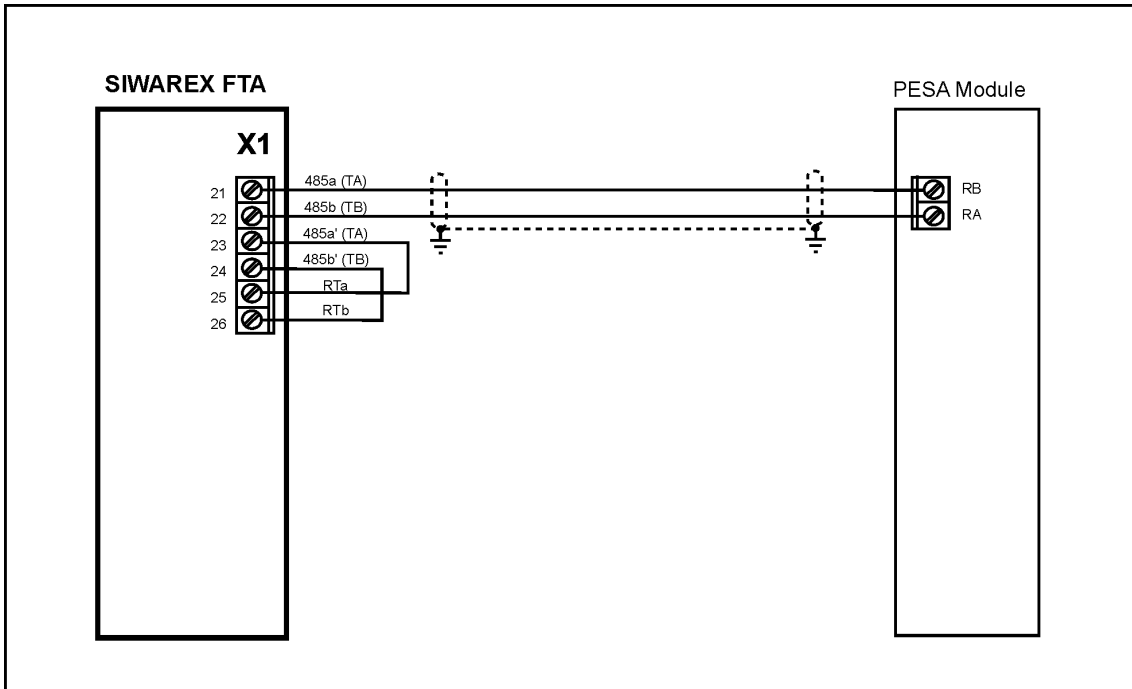 SIWAREX FTA
PESA Module
X1
21 485a (TA) RB
22 485b (TB) RA
23 485a' (TA)
24 485b' (TB)
25 RTa
26 RTb